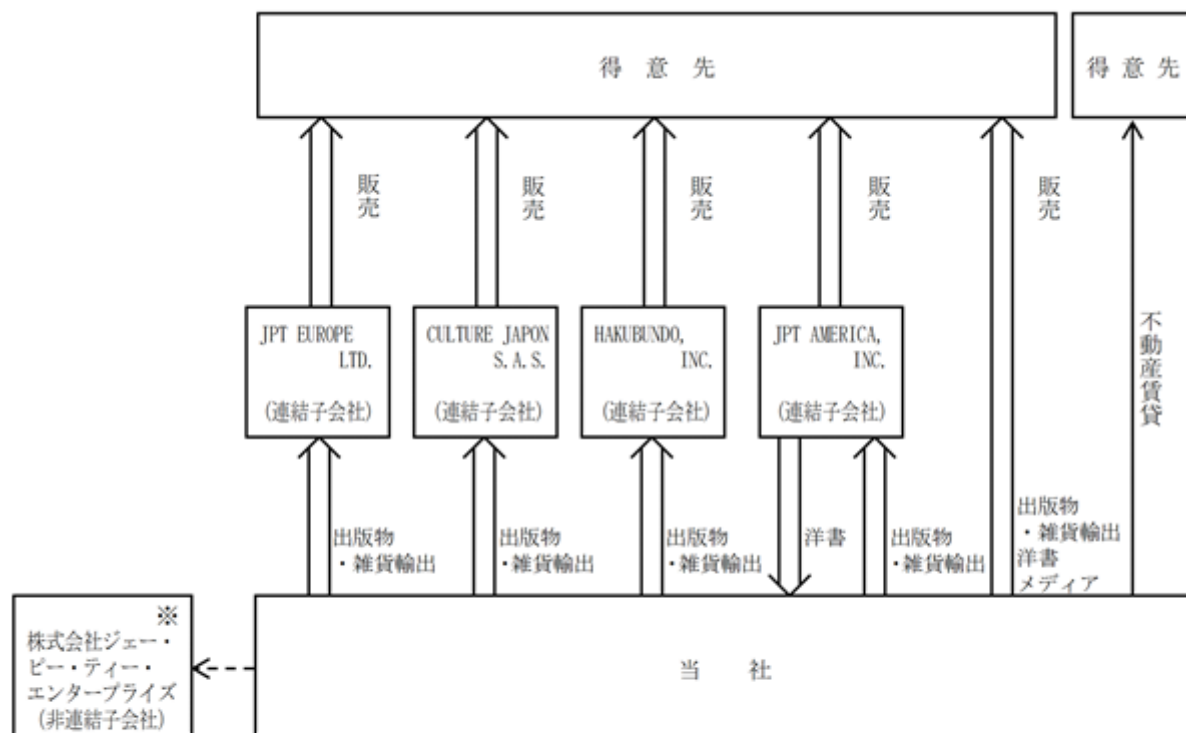 得意先
得意先
販売
販売
販売
販売
販売
JPT EUROPE
LTD.
(連結子会社)
CULTURE JAPON
S.A.S.
(連結子会社)
HAKUBUNDO,
INC.
(連結子会社)
JPT AMERICA,
INC.
(連結子会社)
不動産賃貸
出版物
・雑貨輸出
出版物
・雑貨輸出
出版物
・雑貨輸出
洋書
出版物
・雑貨輸出
出版物
・雑貨輸出
洋書
メディア
※
株式会社ジェー・
ピー・ティー・
エンタープライズ
(非連結子会社)
当社